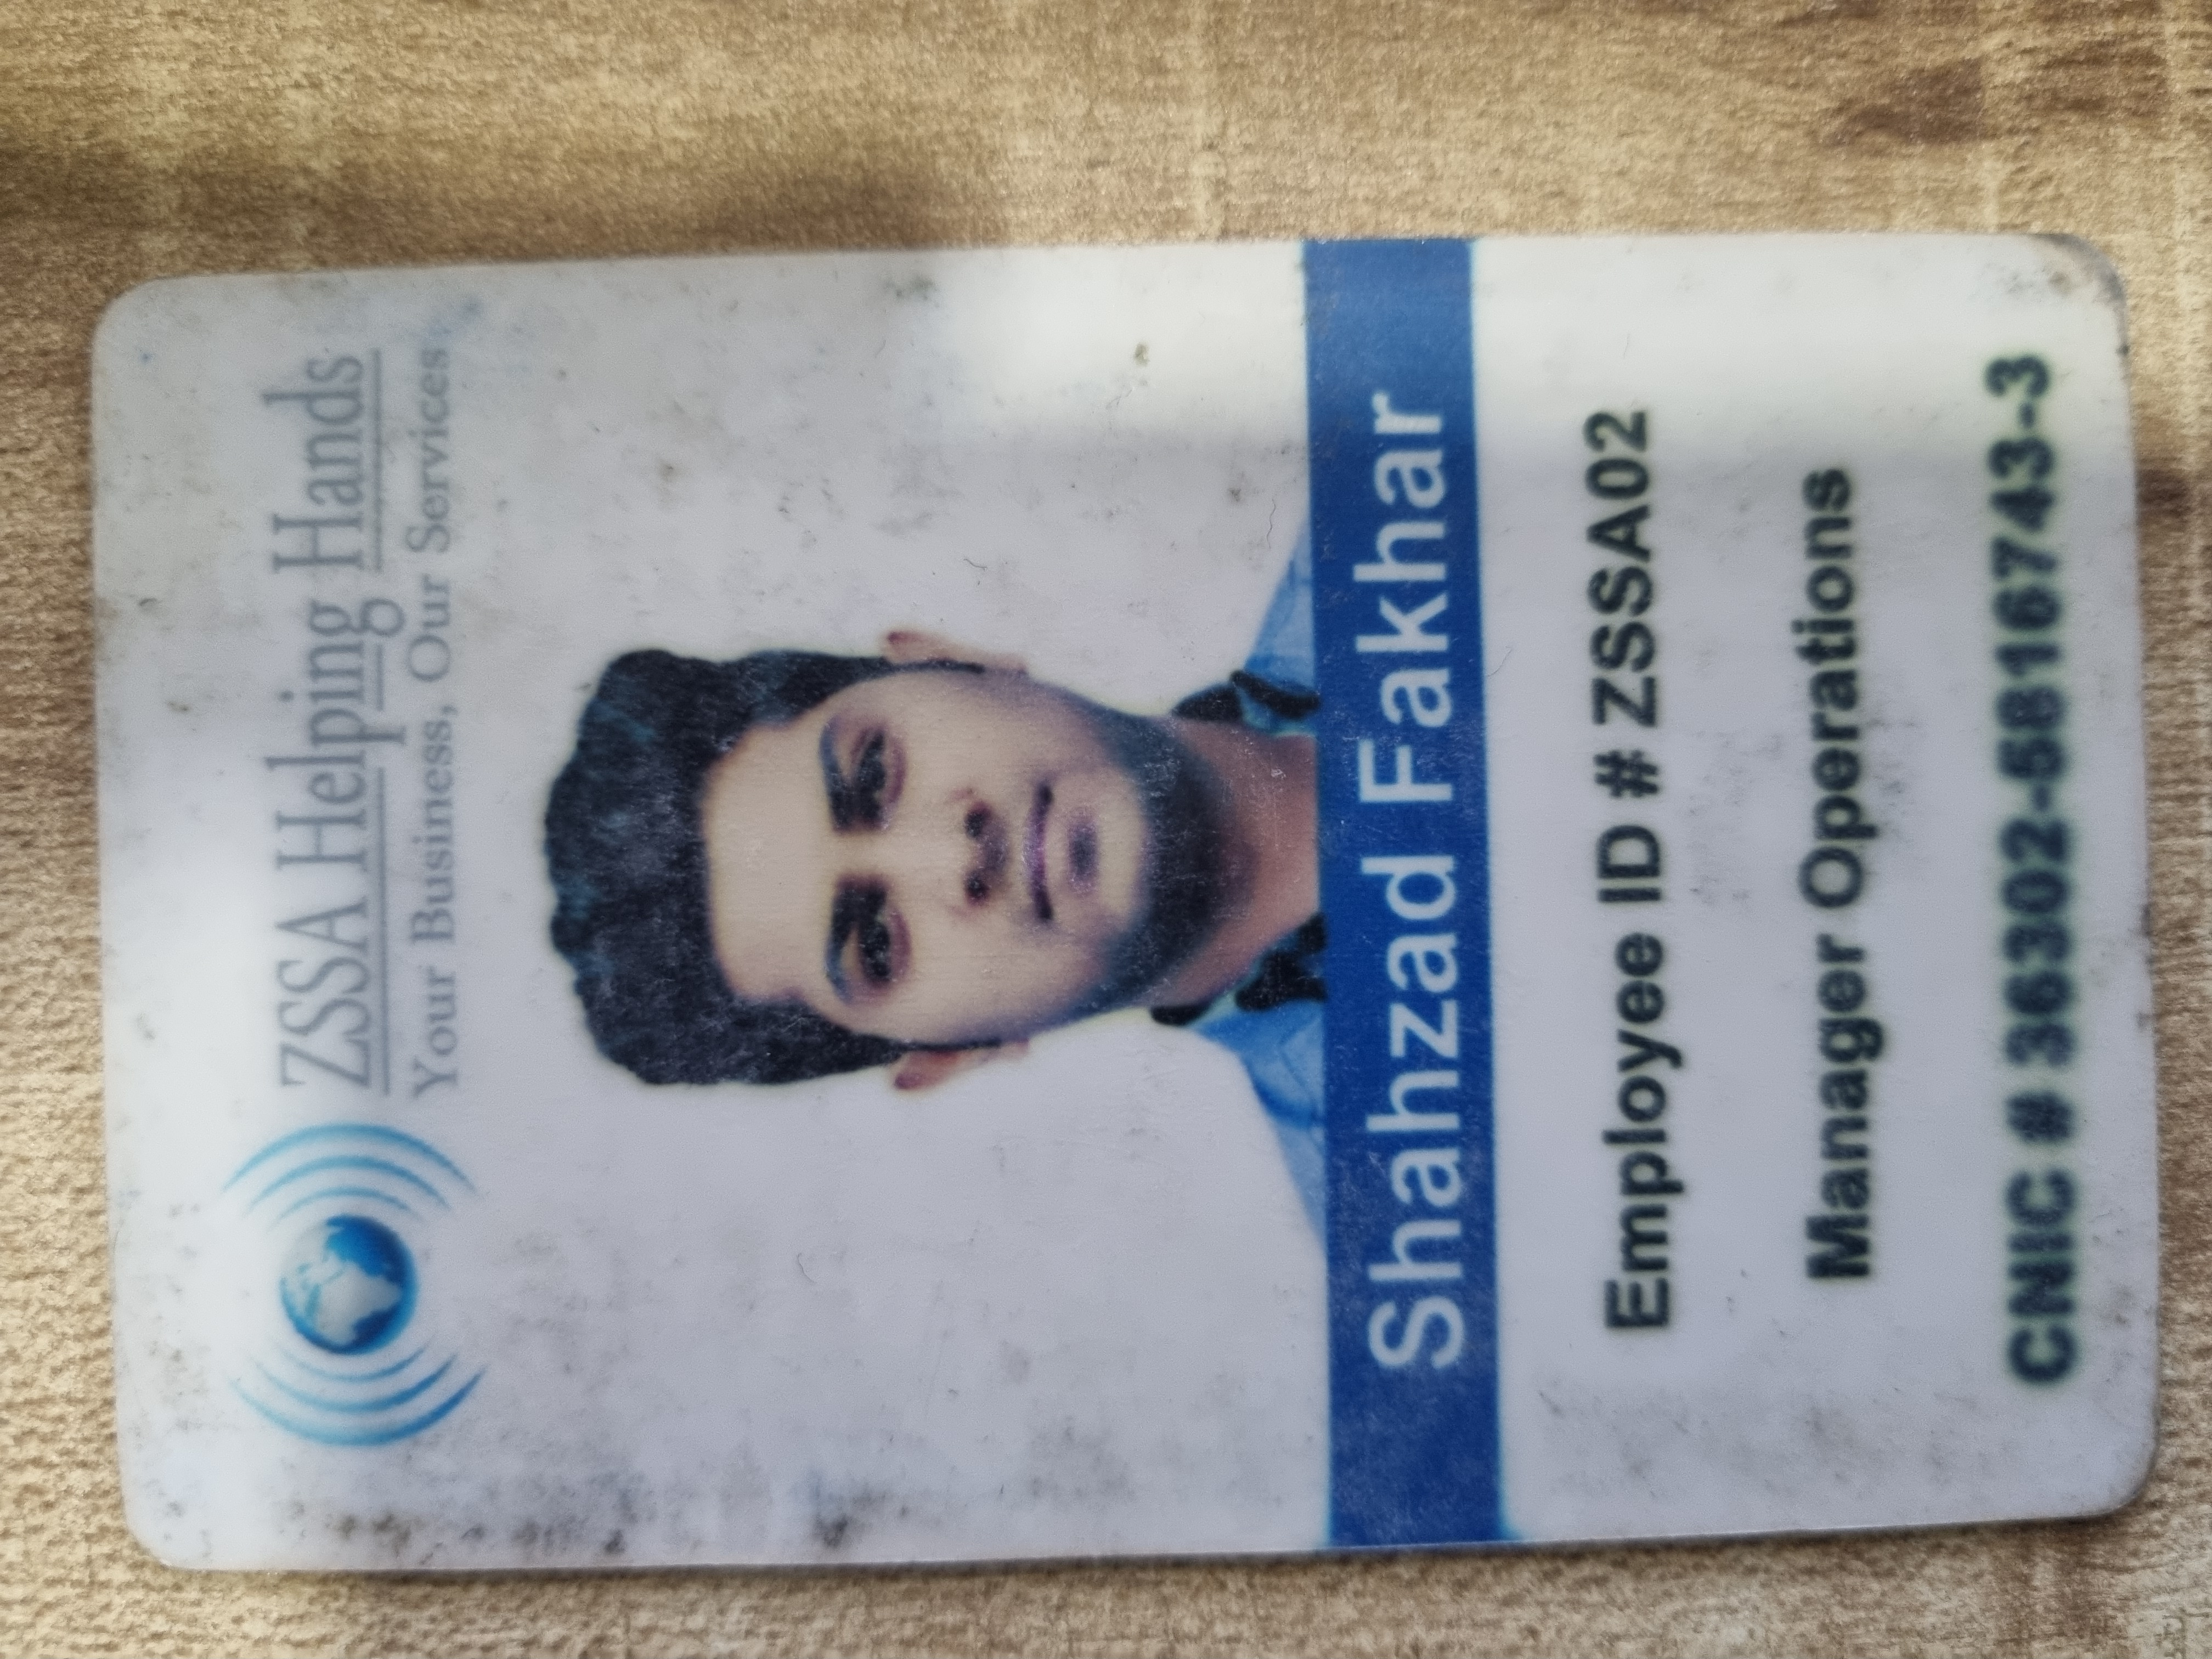 ZSSA Helping Hands
Your Business, Our Services
Shahzad Fakhar
Employee ID # ZSSA02
Manager Operations
CNIC # 36302-5816743-3